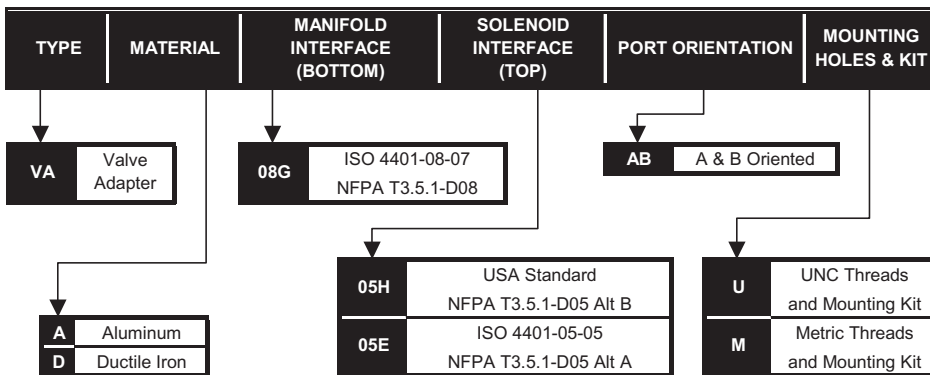 TYPE
MATERIAL
MANIFOLD
INTERFACE
(BOTTOM)
SOLENOID
INTERFACE
(TOP)
PORT ORIENTATION
MOUNTING
HOLES & KIT
VA
Valve
Adapter
08G
ISO 4401-08-07
NFPA T3.5.1-D08
AB
A & B Oriented
A
Aluminum
D
Ductile Iron
05H
USA Standard
NFPA T3.5.1-D05 Alt B
05E
ISO 4401-05-05
NFPA T3.5.1-D05 Alt A
U
UNC Threads
and Mounting Kit
M
Metric Threads
and Mounting Kit